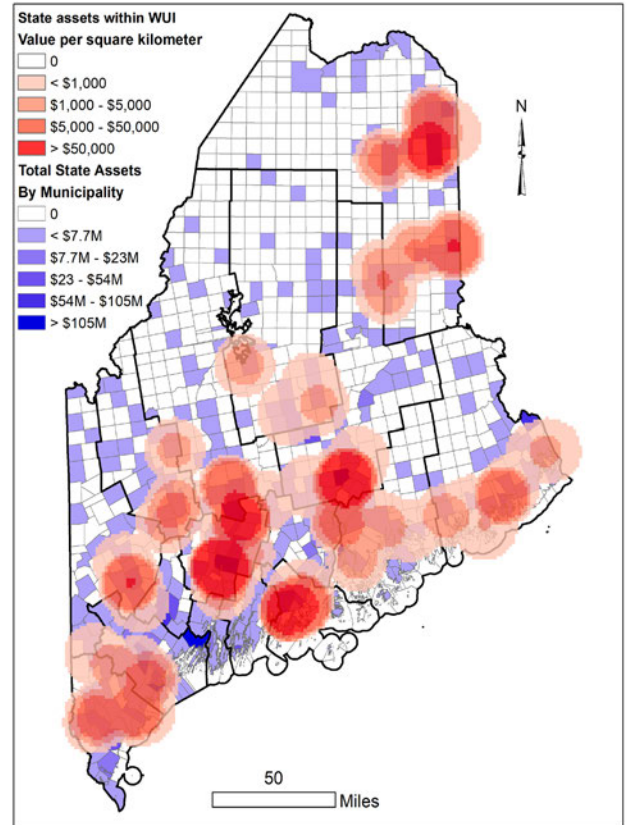 State assets within WUI
Value per square kilometer
0
< $1,000
$1,000 - $5,000
$5,000 - $50,000
> $50,000
Total State Assets
By Municipality
0
< $7.7M
$7.7M - $23M
$23 - $54M
$54M - $105M
> $105M
N
50
Miles